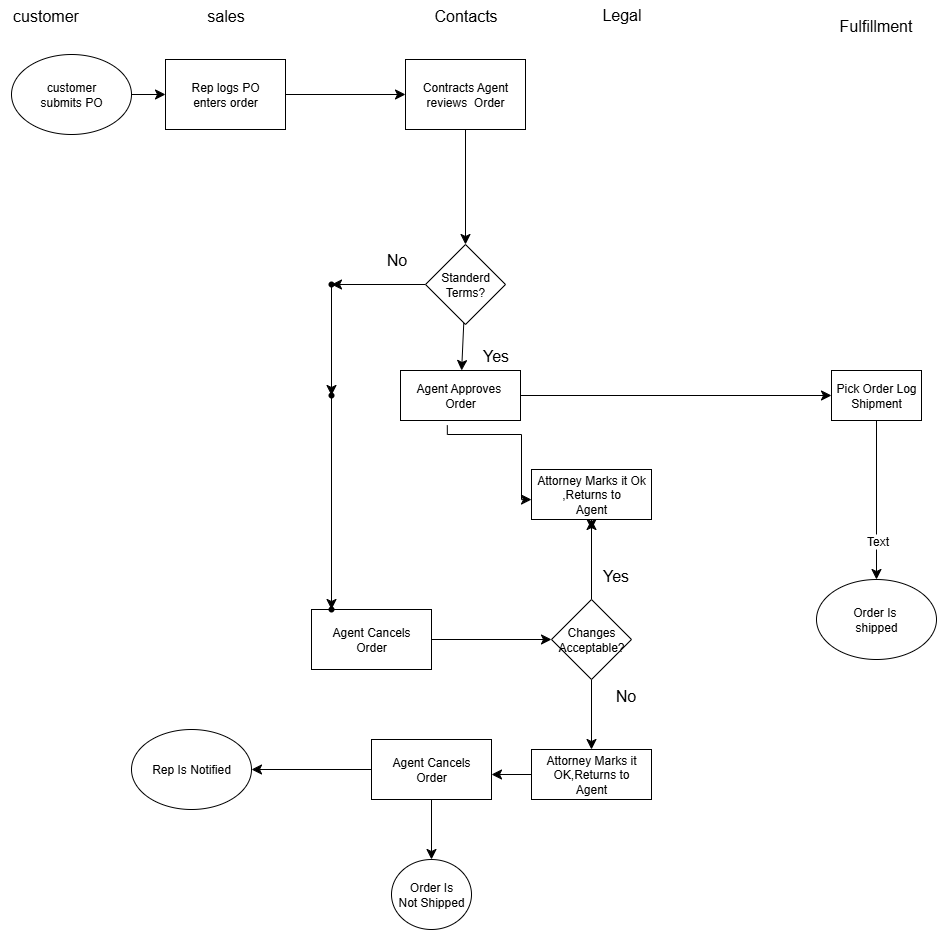 customer
sales
Contacts
Legal
Fulfillment
customer
submits PO
Rep logs PO
enters order
Contracts Agent
reviews Order
No
Standerd
Terms?
Yes
Agent Approves
Order
Pick Order Log
Shipment
Attorney Marks it Ok
,Returns to
Agent
Text
Yes
Order Is
shipped
Agent Cancels
Order
Changes
Acceptable?
No
Rep Is Notified
Agent Cancels
Order
Attorney Marks it
OK,Returns to
Agent
Order Is
Not Shipped